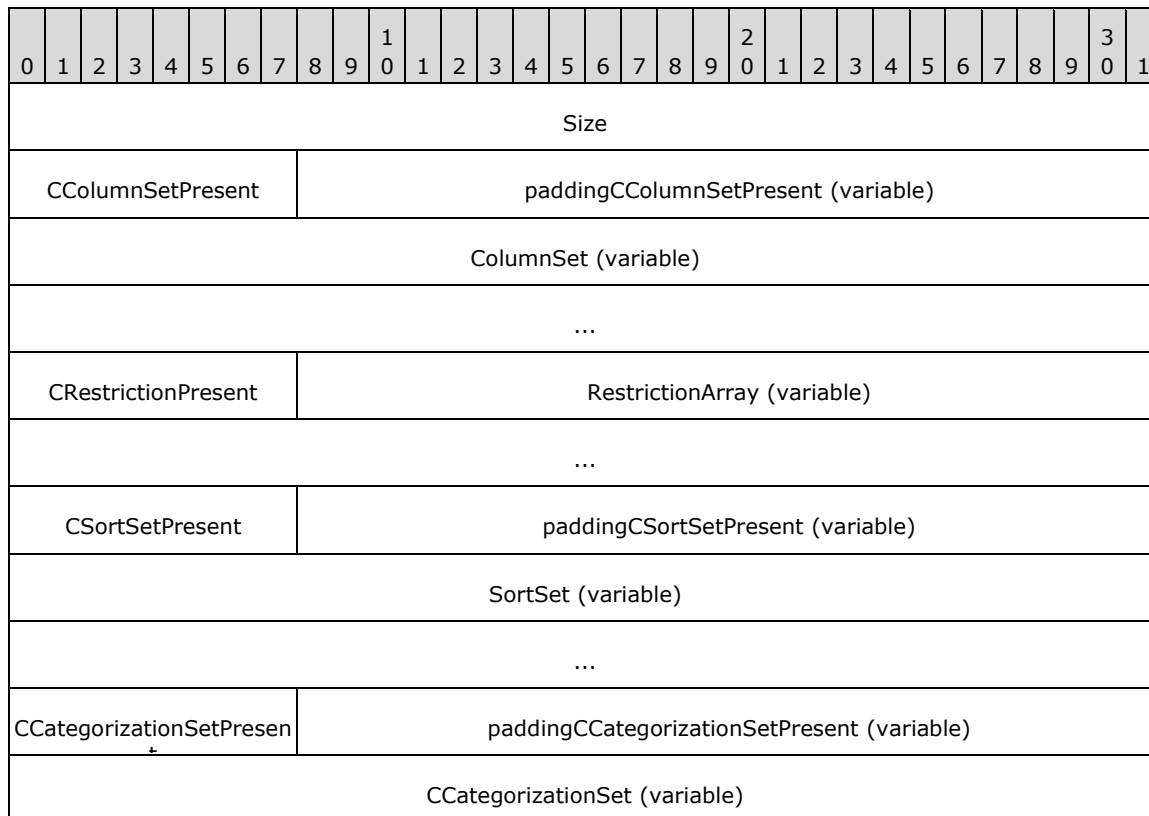 1 2 3
0 1 2 3 4 5 6 7 8 9 0 1 2 3 4 5 6 7 8 9 0 1 2 3 4 5 6 7 8 9 0 1
Size
CColumnSetPresent paddingCColumnSetPresent (variable)
ColumnSet (variable)
...
CRestrictionPresent RestrictionArray (variable)
...
CSortSetPresent paddingCSortSetPresent (variable)
SortSet (variable)
...
CCategorizationSetPresen paddingCCategorizationSetPresent (variable)
t
CCategorizationSet (variable)